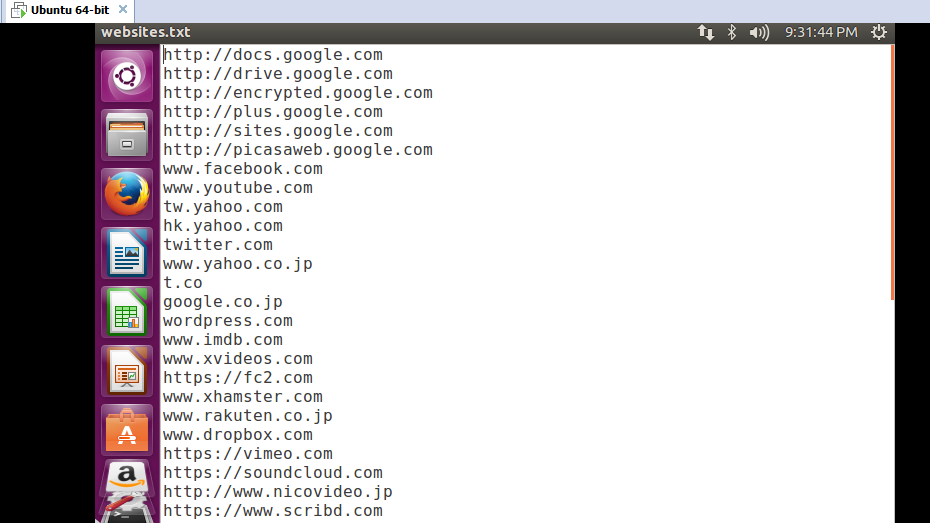 Ubuntu 64-bit
websites.txt
9:31:44 PM
http://docs.google.com
http://drive.google.com
http://encrypted.google.com
http://plus.google.com
http://sites.google.com
http://picasaweb.google.com
www.facebook.com
www.youtube.com
tw.yahoo.com
hk.yahoo.com
twitter.com
www.yahoo.co.jp
t.co
google.co.jp
wordpress.com
www.imdb.com
www.xvideos.com
https://fc2.com
www.xhamster.com
www.rakuten.co.jp
www.dropbox.com
https://vimeo.com
https://soundcloud.com
http://www.nicovideo.jp
https://www.scribd.com